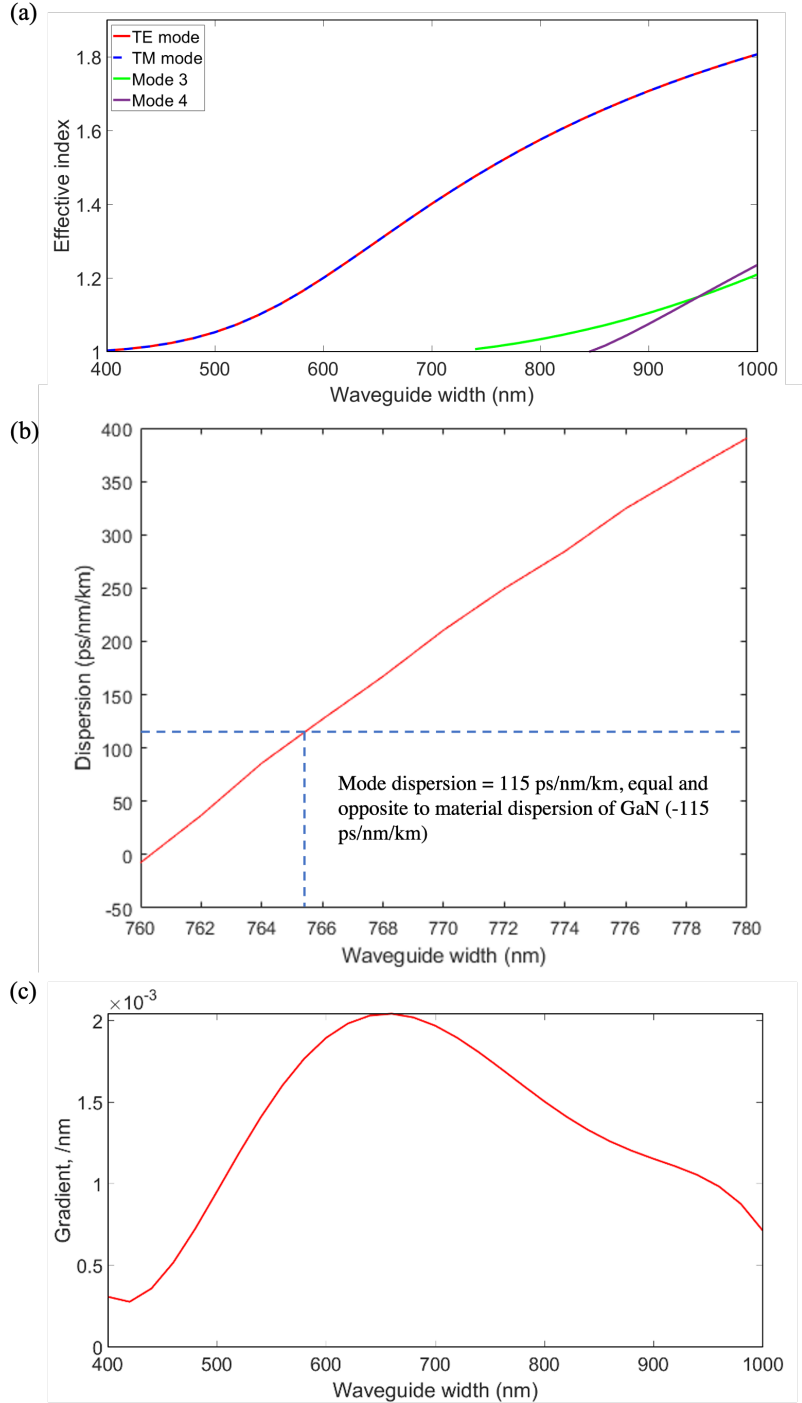 (a)
TE mode
TM mode
Mode 3
Mode 4
1.8
1.6
1.4
1.2
1
Effective index
400 500 600 700 800 900 1000
Waveguide width (nm)
(b)
400
350
300
250
200
150
100
50
0
-50
Dispersion (ps/nm/km)
Mode dispersion = 115 ps/nm/km, equal and
opposite to material dispersion of GaN (-115
ps/nm/km)
760 762 764 766 768 770 772 774 776 778 780
Waveguide width (nm)
(c)
×10-3
2
1.5
1
0.5
0
Gradient, /nm
400 500 600 700 800 900 1000
Waveguide width (nm)